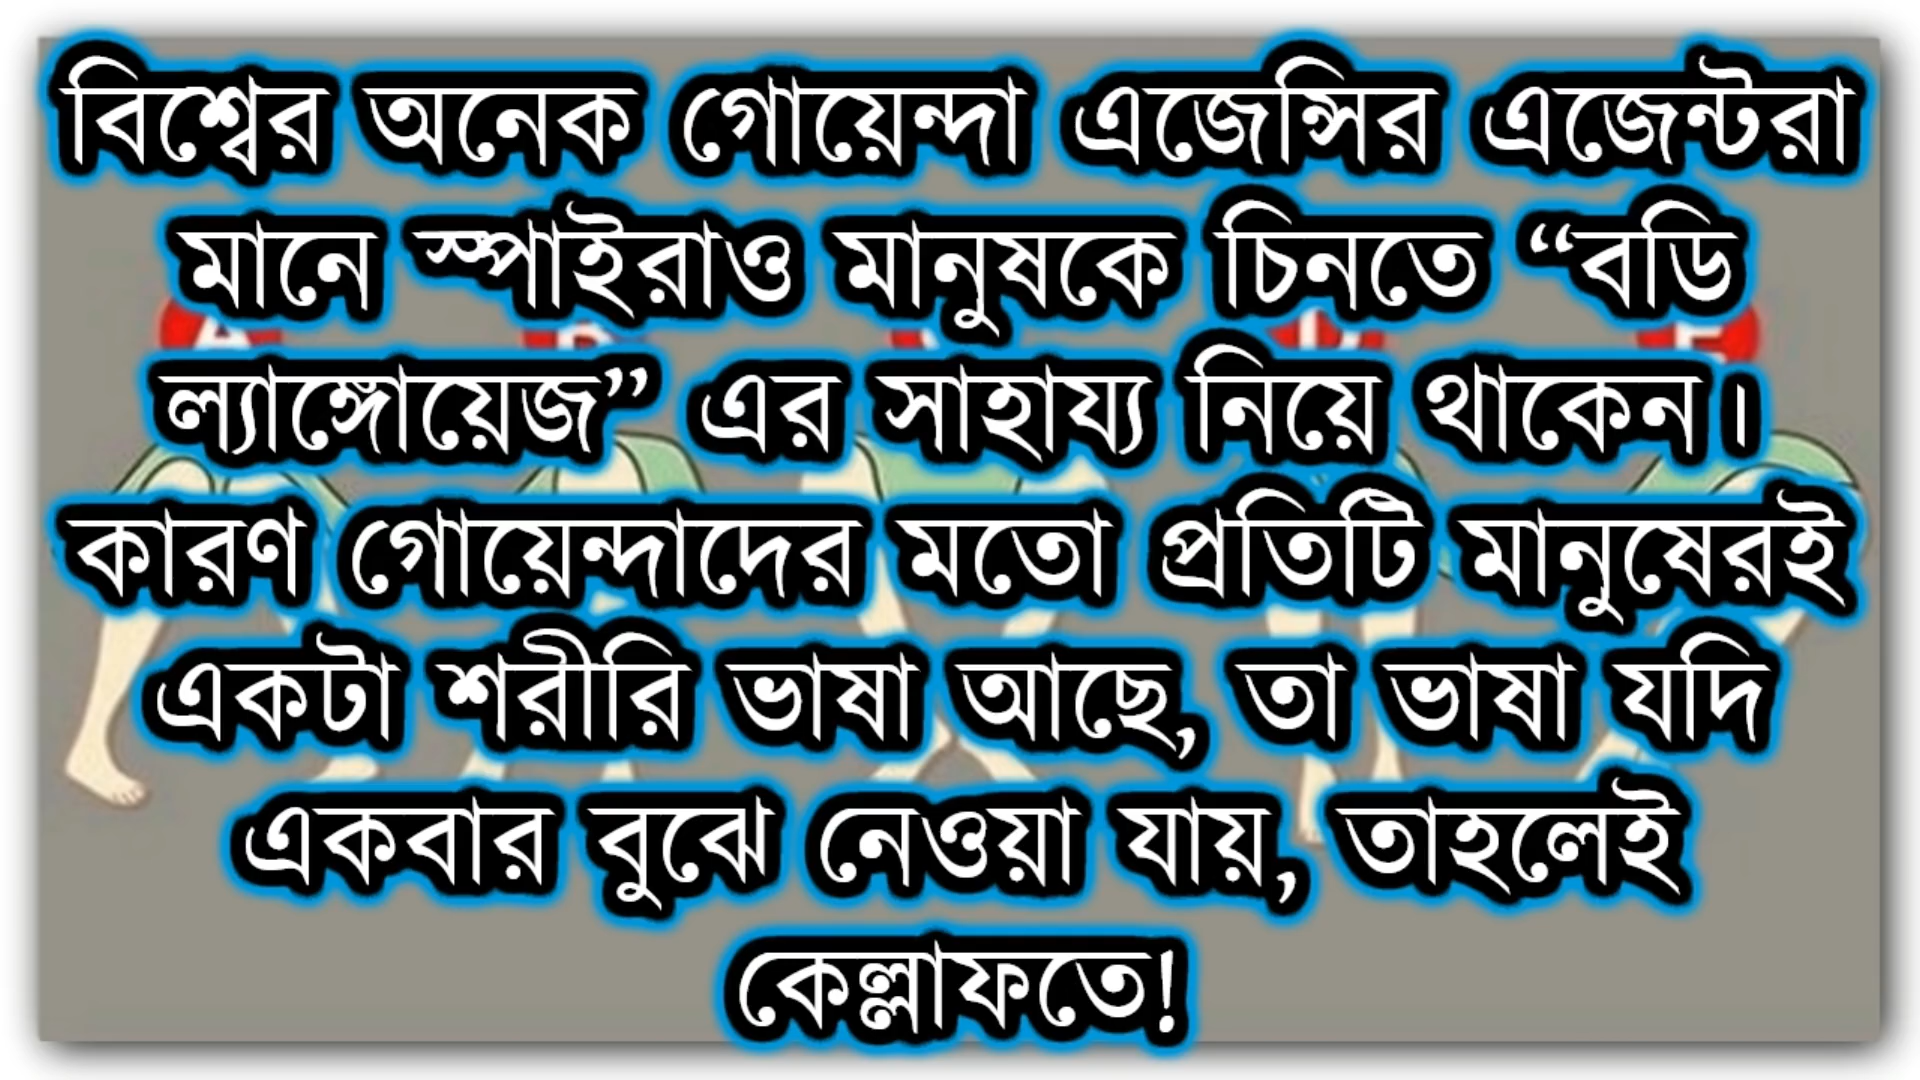 বিশ্বের অনেক গোয়েন্দা এজেন্সির এজেন্টরা
মানে স্পাইরাও মানুষকে চিনতে “বডি
ল্যাঙ্গোয়েজ” এর সাহায্য নিয়ে থাকেন।
কারণ গোয়েন্দাদের মতো প্রতিটি মানুষেরই
একটা শরীরি ভাষা আছে, তা ভাষা যদি
একবার বুঝে নেওয়া যায়, তাহলেই
কেল্লাফতে!